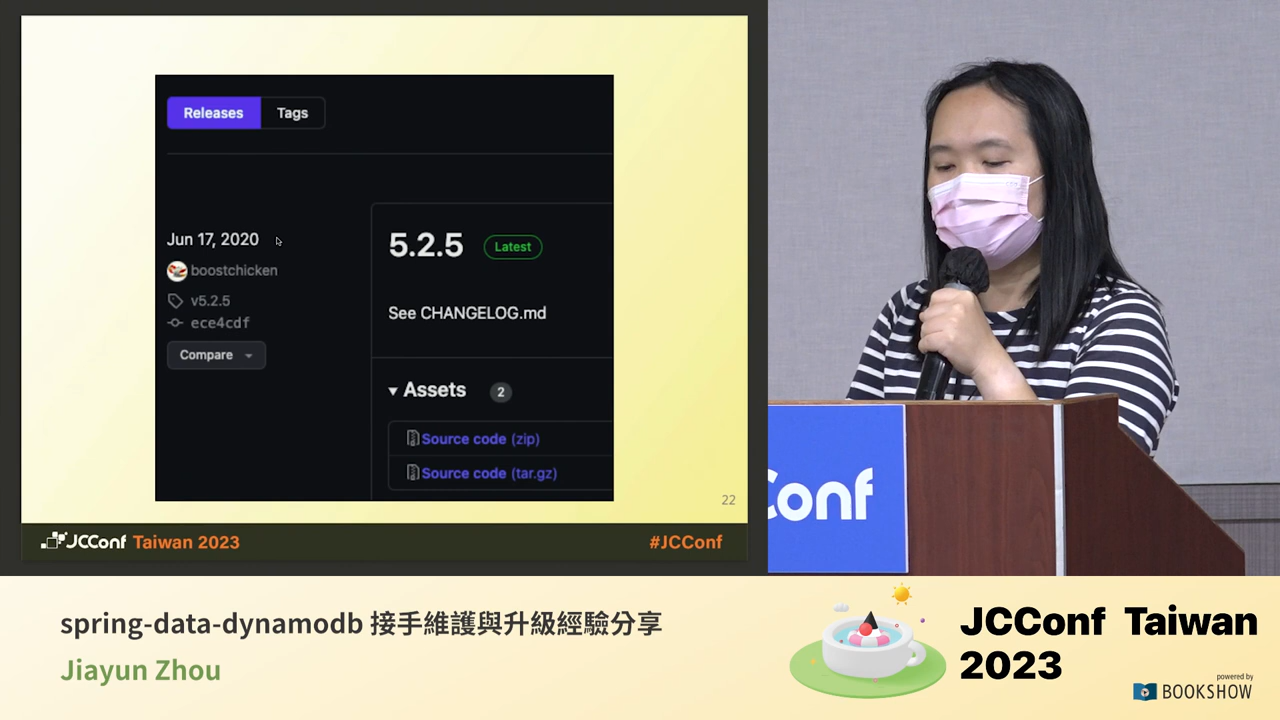 Releases
Tags
Jun 17, 2020
boostchicken
v5.2.5
ece4cdf
Compare
5.2.5 Latest
See CHANGELOG.md
Assets 2
Source code (zip)
Source code (tar.gz)
22
JCConf Taiwan 2023
#JCConf
Conf
spring-data-dynamodb 接手維護與升級經驗分享
Jiayun Zhou
JCConf Taiwan
2023
powered by
BOOKSHOW